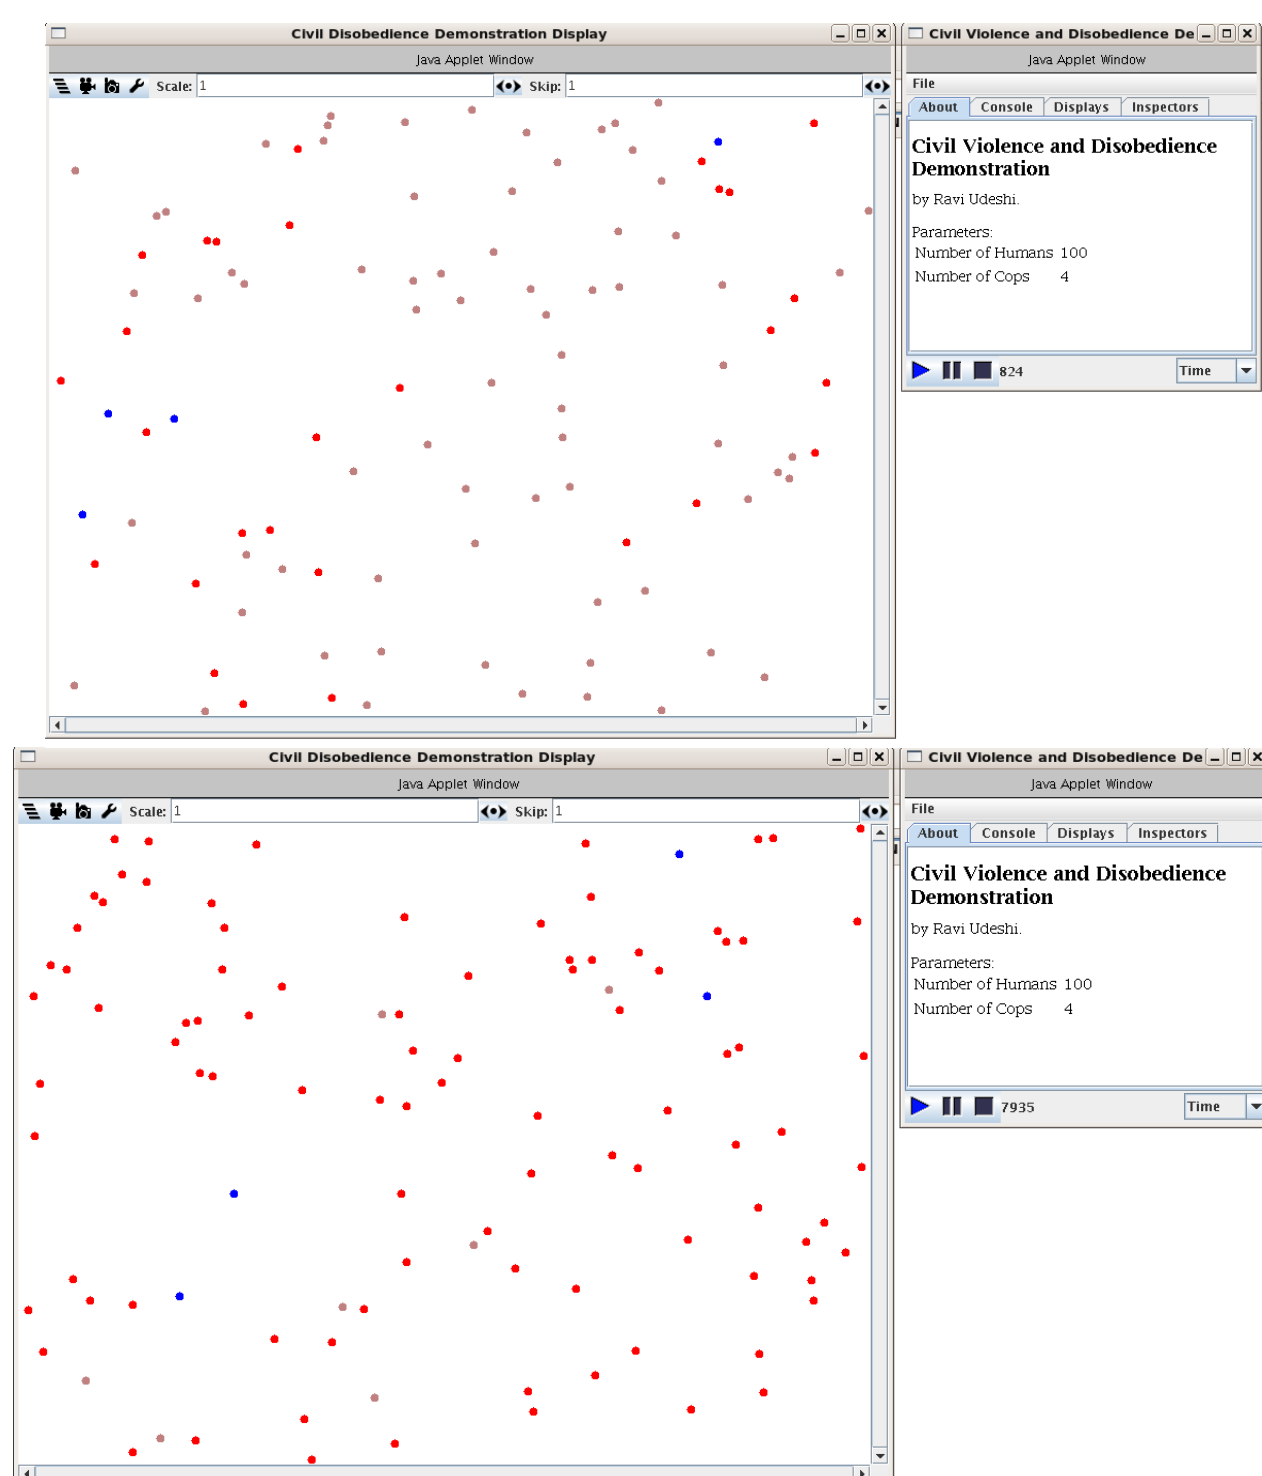 Civil Disobedience Demonstration Display
Java Applet Window
Scale: 1 Skip: 1
Civil Violence and Disobedience De
Java Applet Window
File
About Console Displays Inspectors
Civil Violence and Disobedience
Demonstration
by Ravi Udeshi.
Parameters:
Number of Humans 100
Number of Cops 4
824 Time
Civil Disobedience Demonstration Display
Java Applet Window
Scale: 1 Skip: 1
Civil Violence and Disobedience De
Java Applet Window
File
About Console Displays Inspectors
Civil Violence and Disobedience
Demonstration
by Ravi Udeshi.
Parameters:
Number of Humans 100
Number of Cops 4
7935 Time